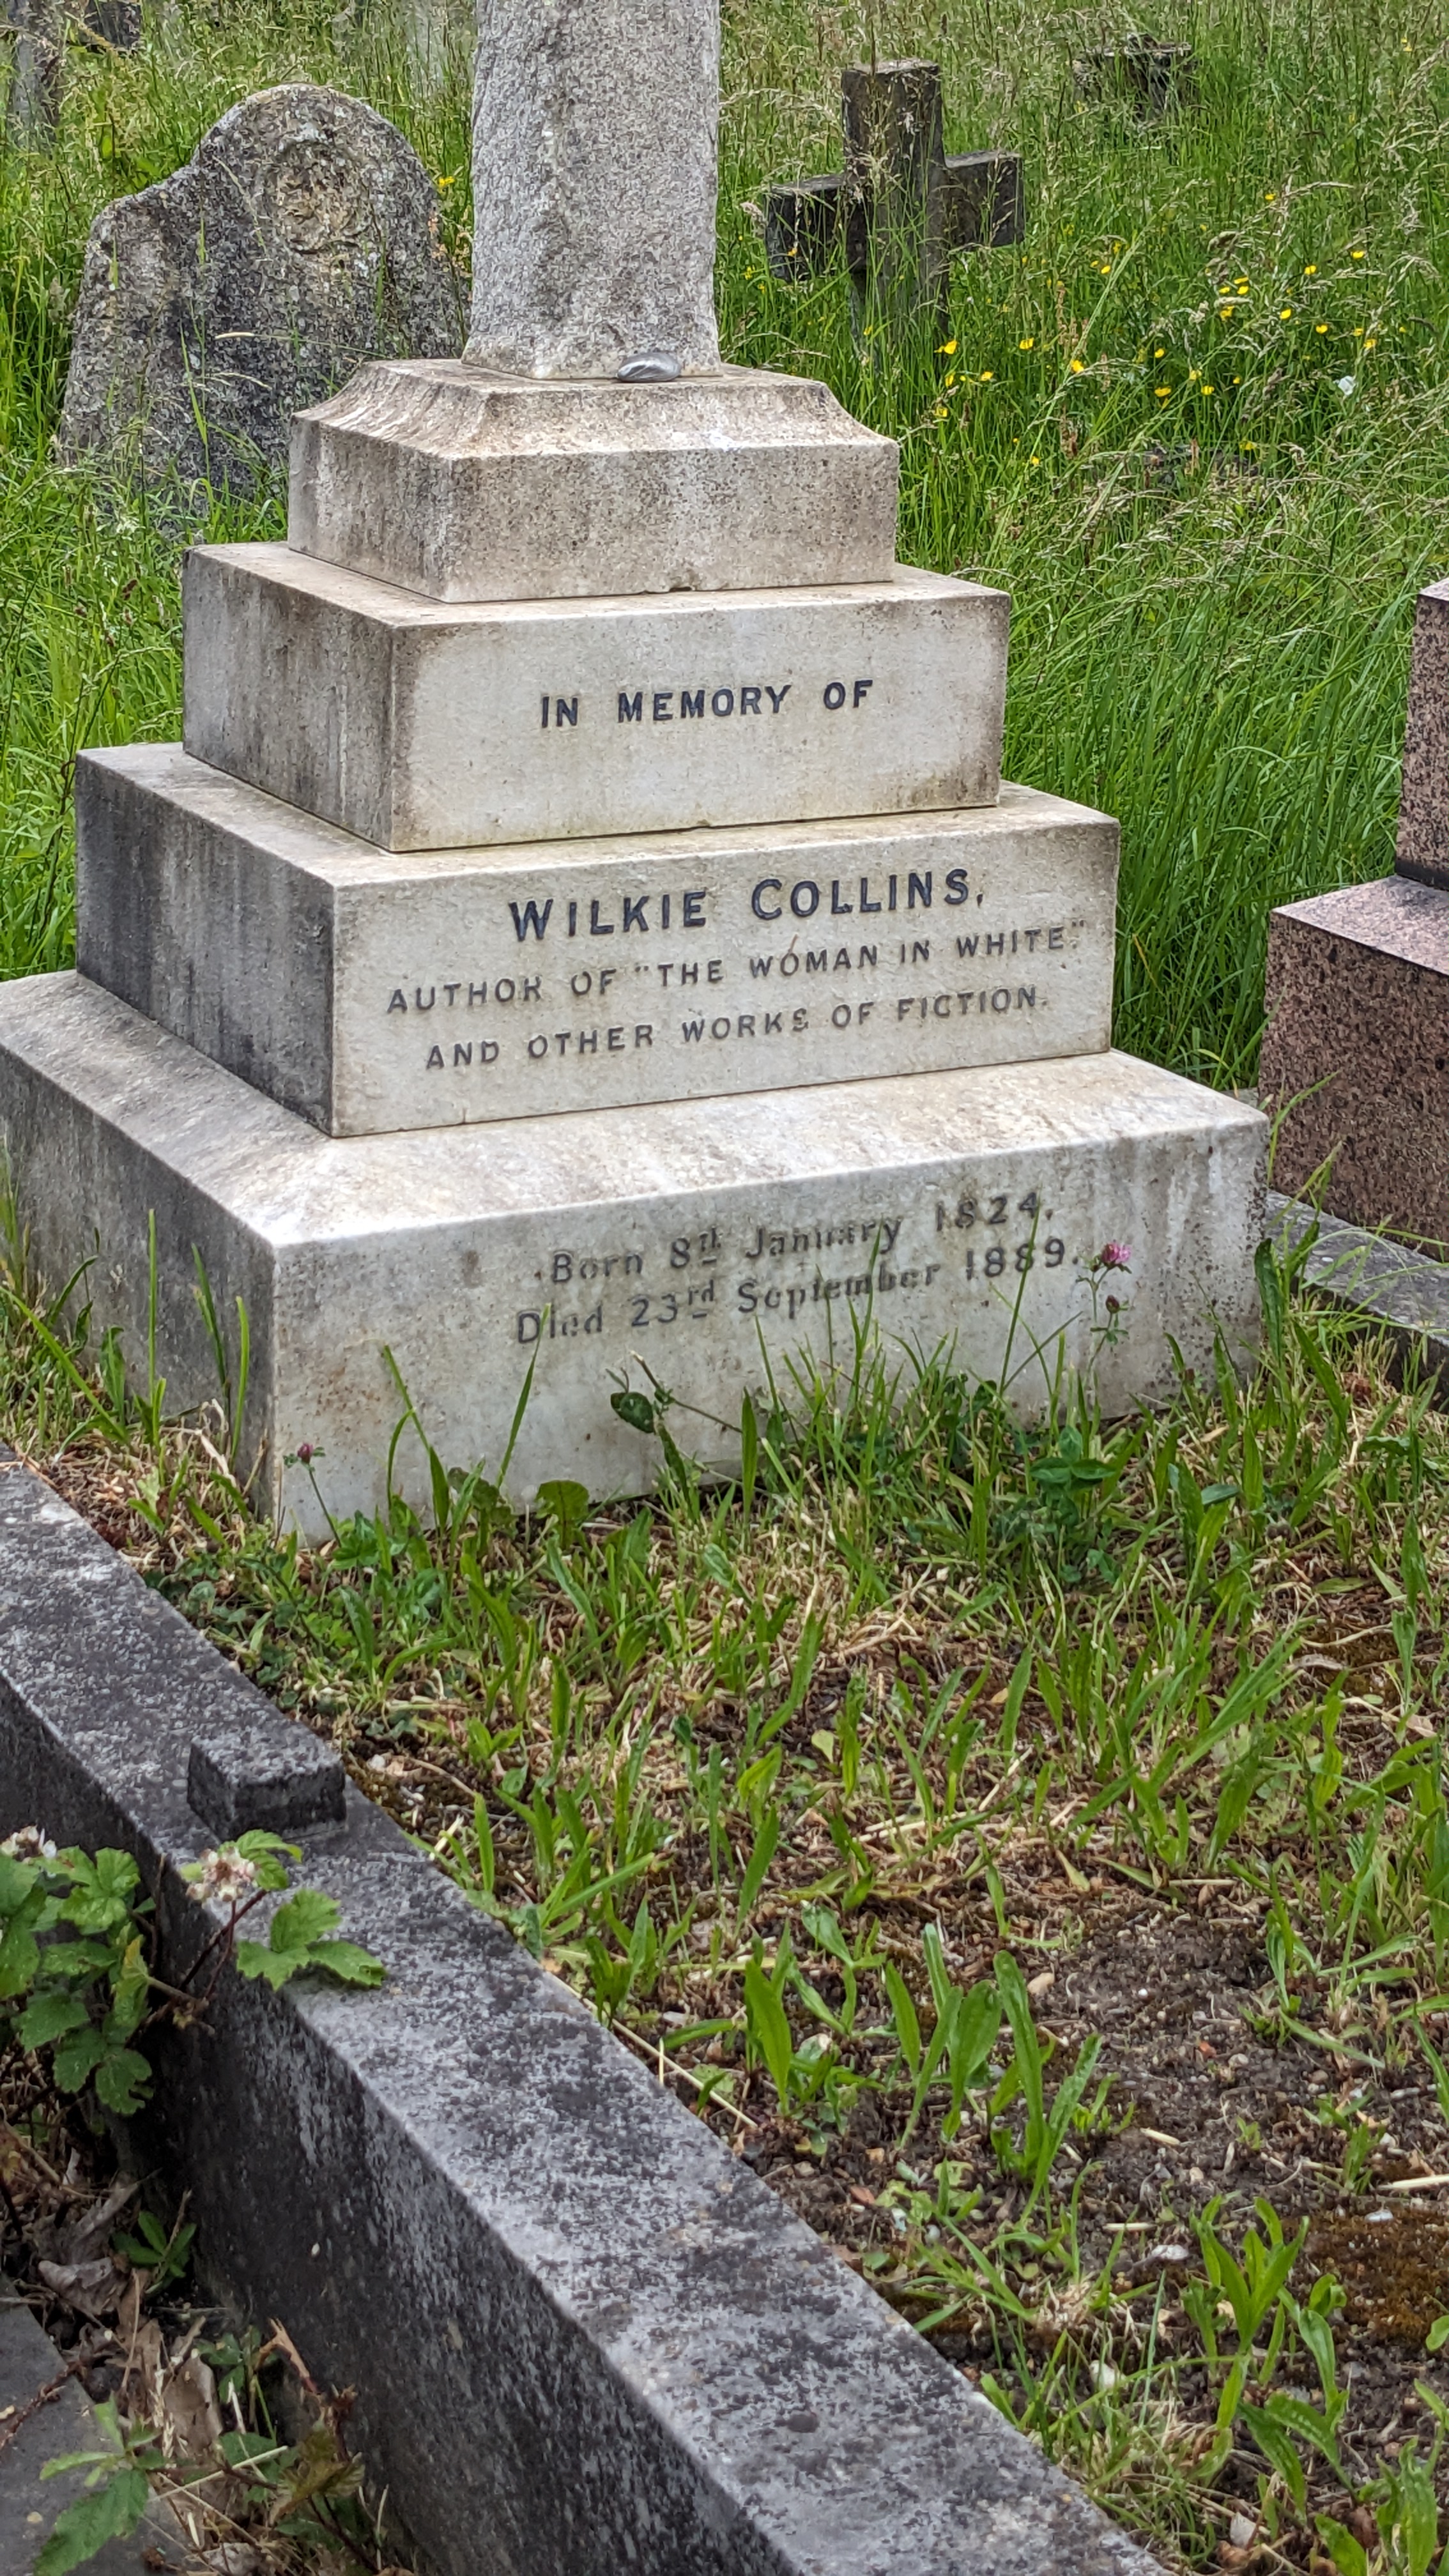 IN MEMORY OF
WILKIE COLLINS,
AUTHOR OF "THE WOMAN IN WHITE"
AND OTHER WORKS OF FICTION.
Born 8th January 1824.
Died 23rd September 1889.